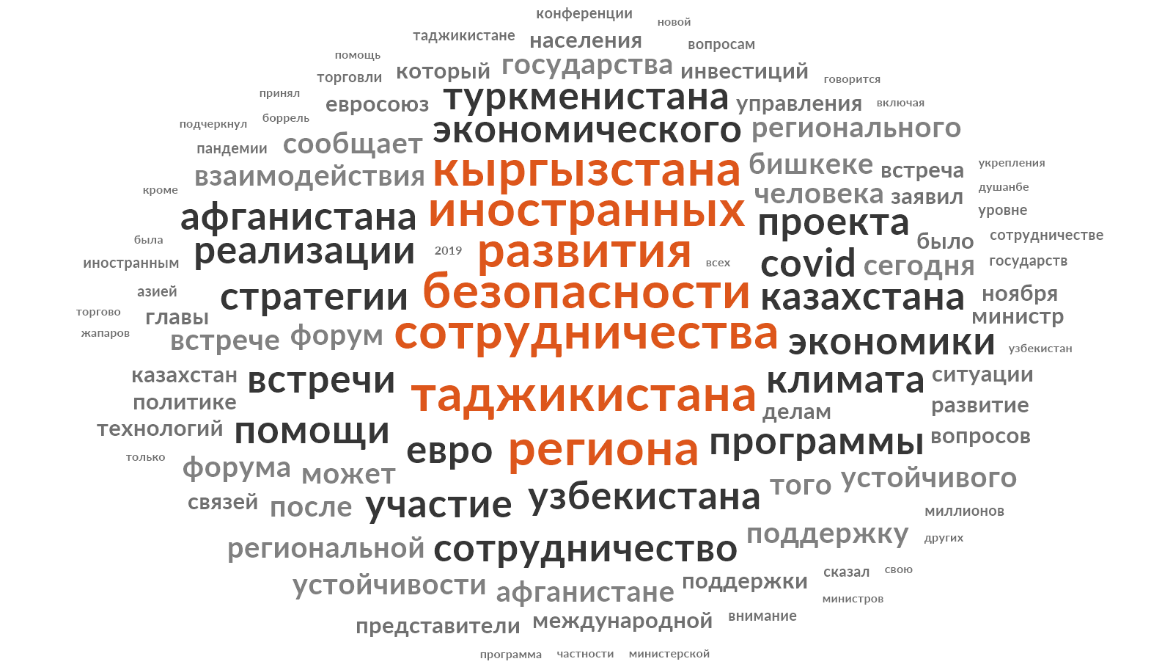 конференции
новой
таджикистане населения вопросам
помощь
торговли который государства инвестиций говорится
принял евросоюз туркменистана управления включая
подчеркнул боррель экономического регионального
пандемии сообщает
взаимодействия кыргызстана бишкеке встреча укрепления
кроме человека заявил душанбе
афганистана иностранных проекта уровне
была реализации 2019 развития всех было сотрудничестве
иностранным covid сегодня государств
азией стратегии безопасности казахстана ноября
торгово главы министр
жапаров встрече форум сотрудничества экономики узбекистан
казахстан встречи климата ситуации
политике таджикистана делам развитие
технологий помощи программы вопросов
только евро региона
форума может того устойчивого
связей после участие узбекистана миллионов
региональной сотрудничество поддержку других
устойчивости афганистане поддержки сказал свою
министров
представители международной внимание
программа частности министерской